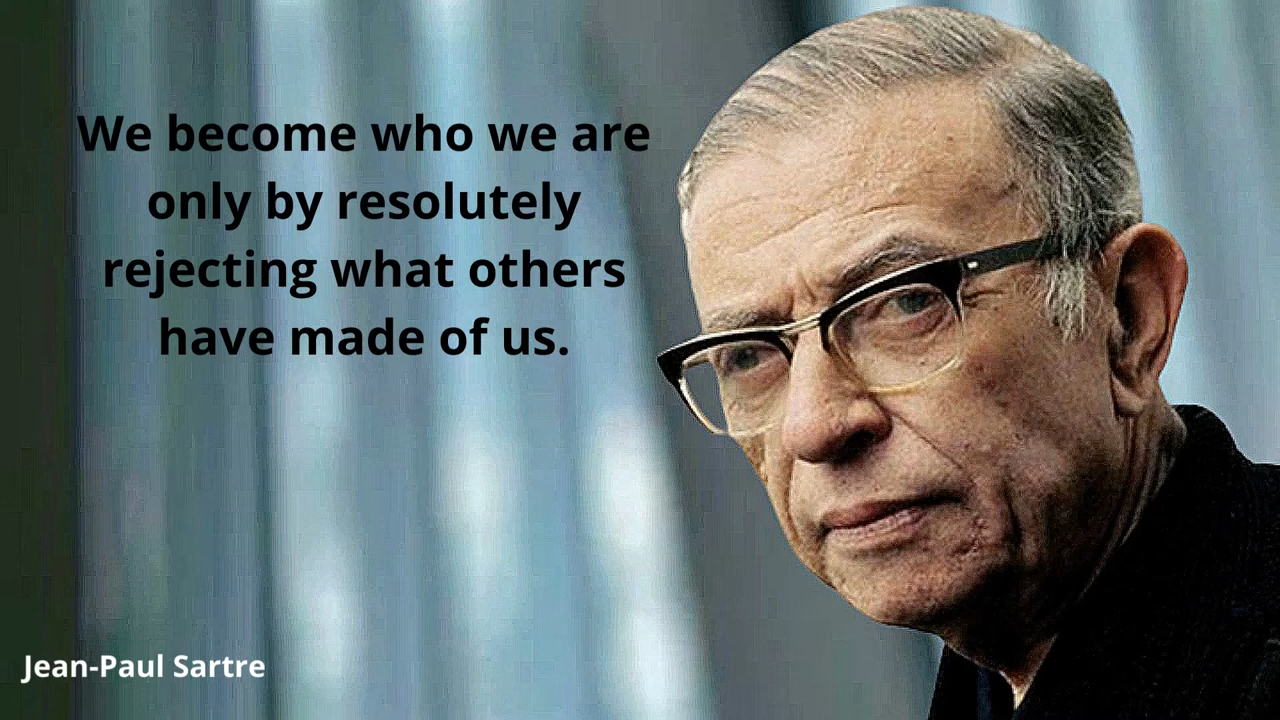 We become who we are
only by resolutely
rejecting what others
have made of us.
Jean-Paul Sartre